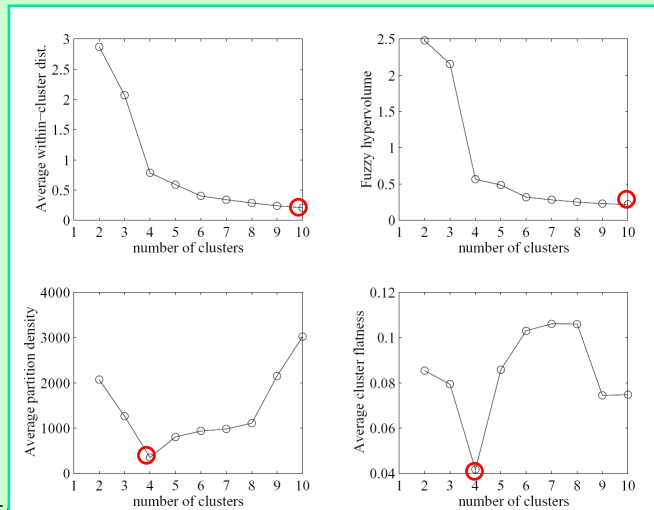 3
2.5
2
1.5
1
0.5
0
1 2 3 4 5 6 7 8 9 10
number of clusters
Average within−cluster dist.
2.5
2
1.5
1
0.5
0
1 2 3 4 5 6 7 8 9 10
number of clusters
Fuzzy hypervolume
4000
3000
2000
1000
0
1 2 3 4 5 6 7 8 9 10
number of clusters
Average partition density
0.12
0.1
0.08
0.06
0.04
1 2 3 4 5 6 7 8 9 10
number of clusters
Average cluster flatness